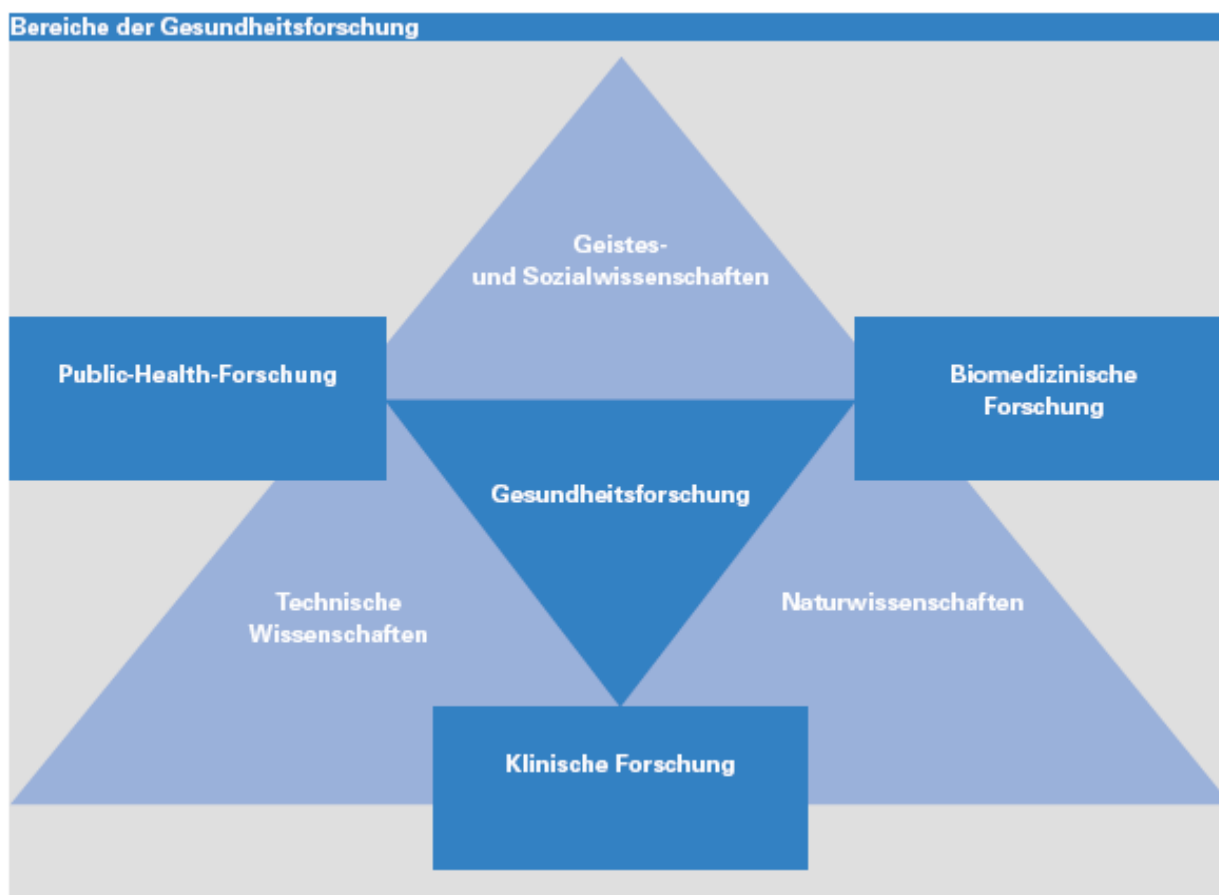 Bereiche der Gesundheitsforschung
Geistes-
und Sozialwissenschaften
Public-Health-Forschung
Biomedizinische
Forschung
Gesundheitsforschung
Technische
Wissenschaften
Naturwissenschaften
Klinische Forschung